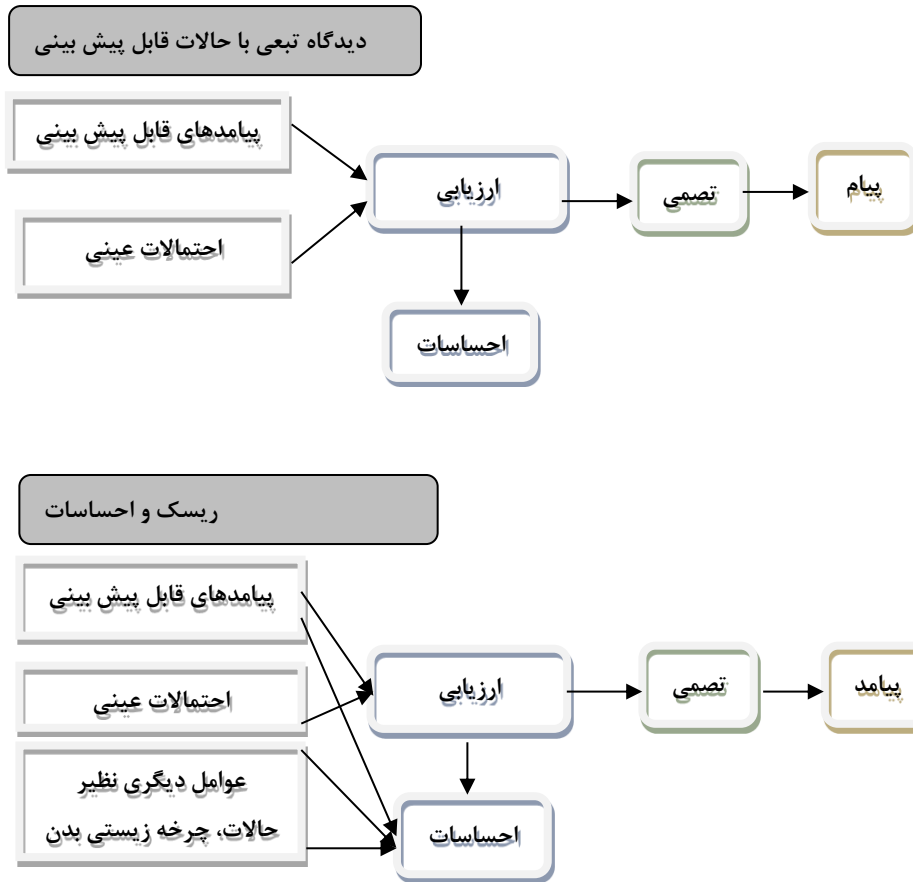 دیدگاه تبعی با حالات قابل پیش بینی
پیامدهای قابل پیش بینی
احتمالات عینی
ارزیابی
تصمی
پیام
احساسات
ریسک و احساسات
پیامدهای قابل پیش بینی
احتمالات عینی
عوامل دیگری نظیر
حالات، چرخه زیستی بدن
ارزیابی
تصمی
پیامد
احساسات